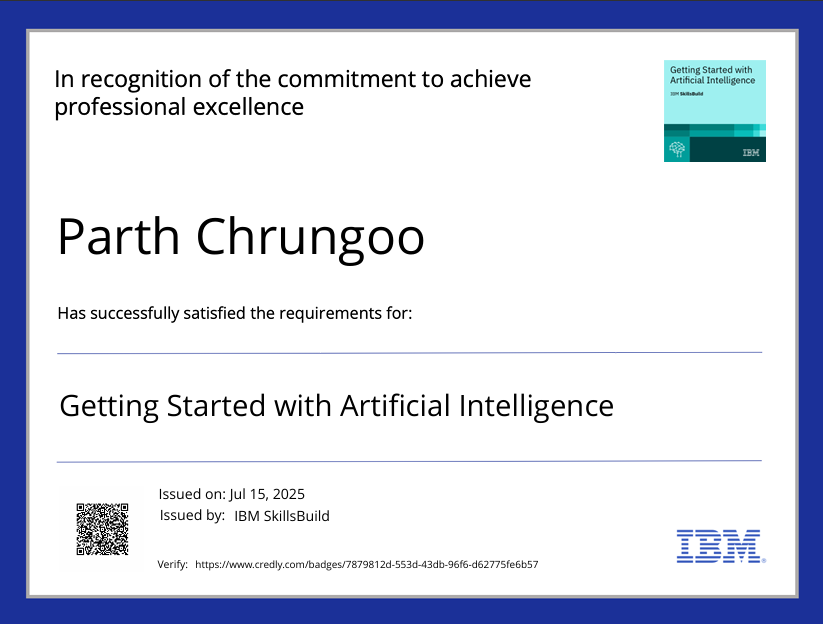 In recognition of the commitment to achieve
professional excellence
Getting Started with
Artificial Intelligence
IBM SkillsBuild
IBM
Parth Chrungoo
Has successfully satisfied the requirements for:
Getting Started with Artificial Intelligence
Issued on: Jul 15, 2025
Issued by: IBM SkillsBuild
Verify: https://www.credly.com/badges/7879812d-553d-43db-96f6-d62775fe6b57
IBM®